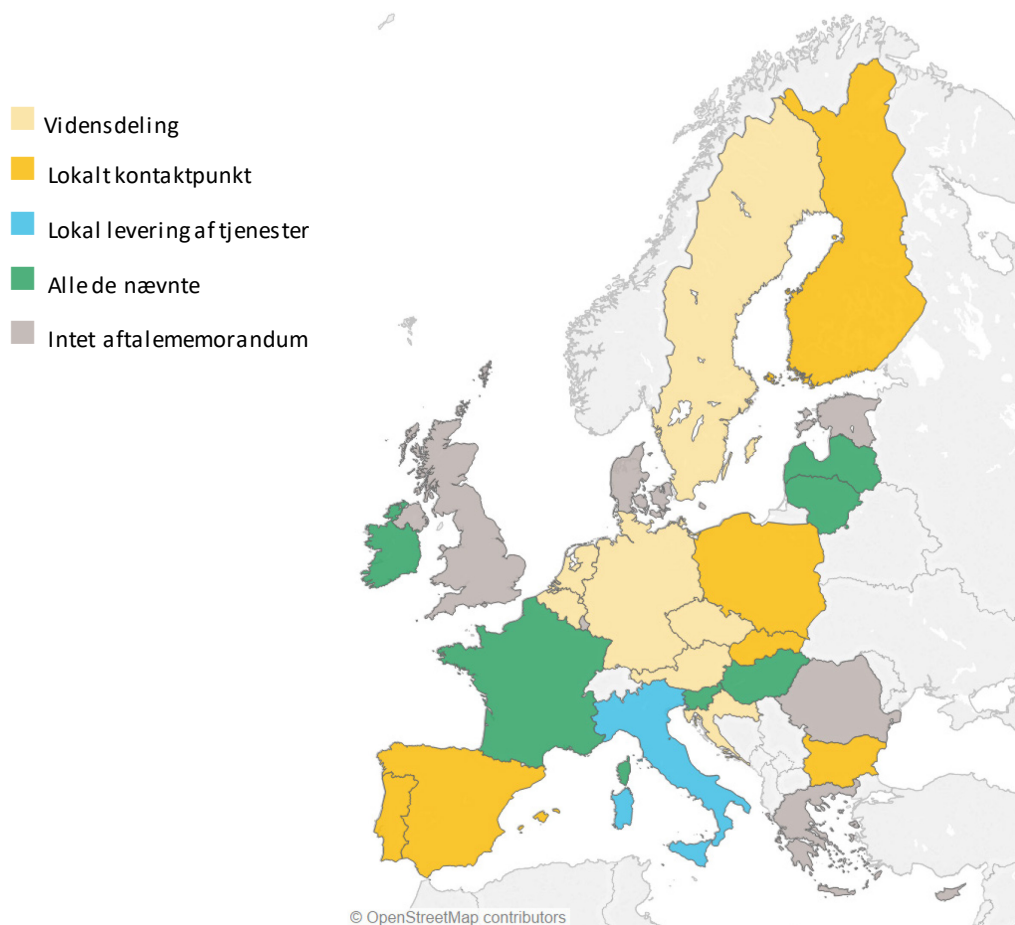 Vidensdeling
Lokalt kontaktpunkt
Lokal levering af tjenester
Alle de nævnte
Intet aftalememorandum
© OpenStreetMap contributors